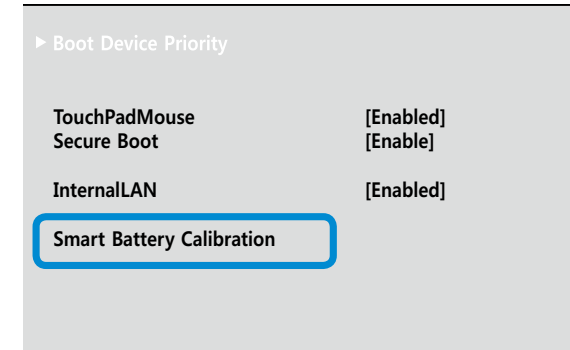 ▶ Boot Device Priority
TouchPadMouse [Enabled]
Secure Boot [Enable]
InternalLAN [Enabled]
Smart Battery Calibration